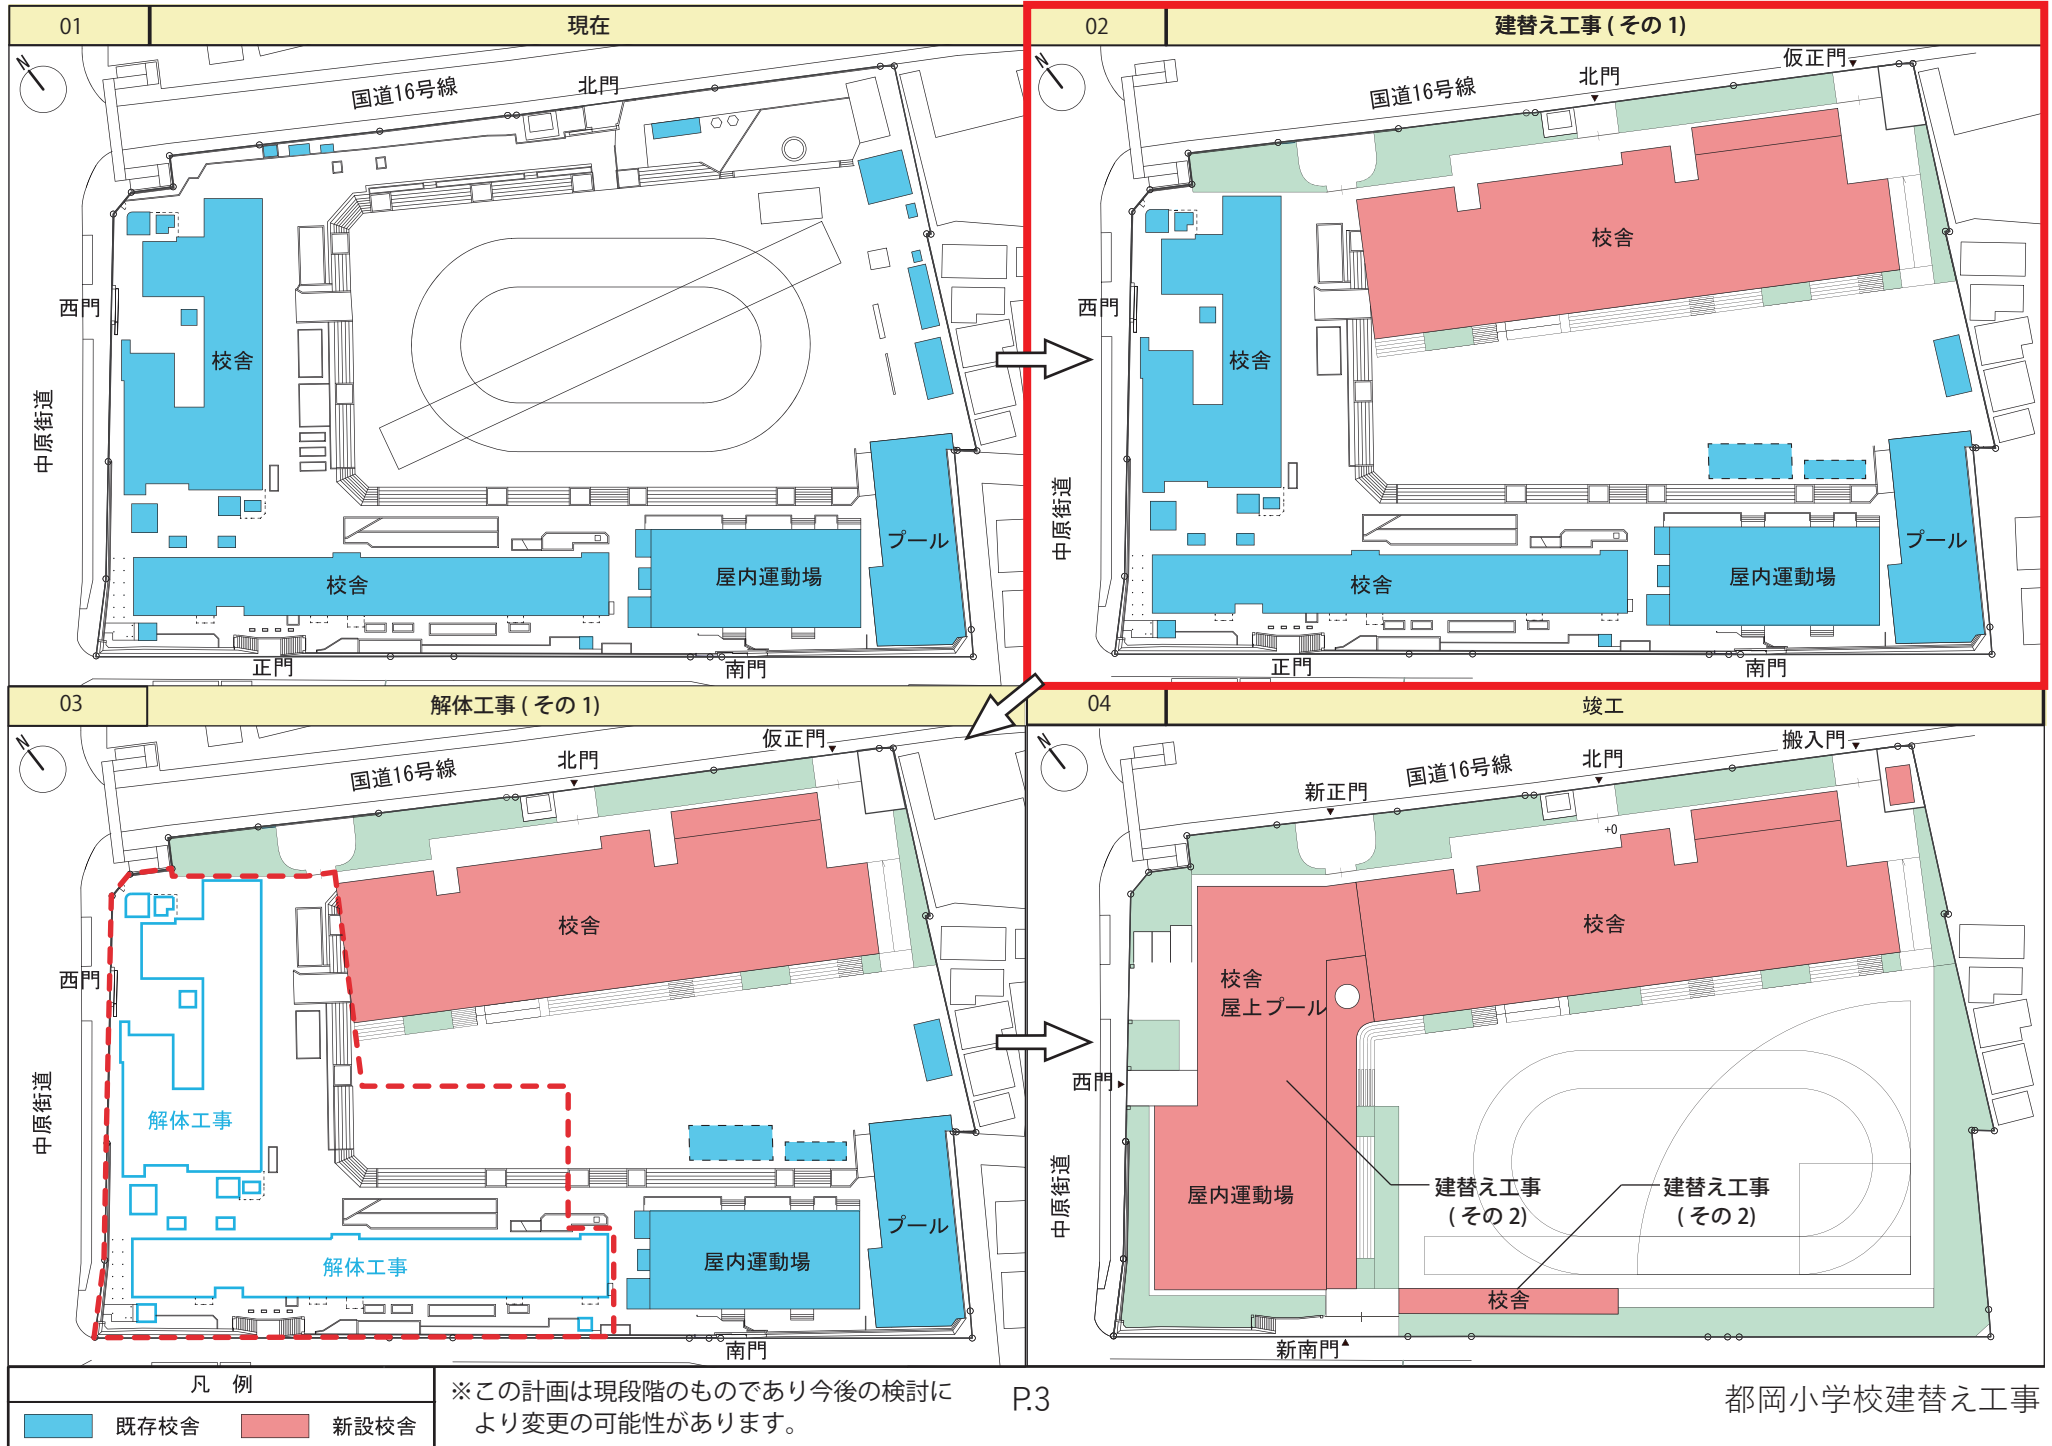 01
現在
N
国道16号線
北門
西門
校舎
中原街道
プール
屋内運動場
校舎
正門
南門
02
建替え工事 ( その 1)
N
仮正門
国道16号線
北門
校舎
西門
校舎
中原街道
プール
屋内運動場
校舎
正門
南門
03
解体工事 ( その 1)
N
仮正門
国道16号線
北門
校舎
西門
中原街道
解体工事
プール
屋内運動場
解体工事
南門
04
竣工
N
搬入門
国道16号線
北門
新正門
+0
校舎
校舎
屋上プール
西門
中原街道
屋内運動場
建替え工事
( その 2)
建替え工事
( その 2)
校舎
新南門
凡 例
既存校舎
新設校舎
※この計画は現段階のものであり今後の検討に
より変更の可能性があります。
P.3
都岡小学校建替え工事